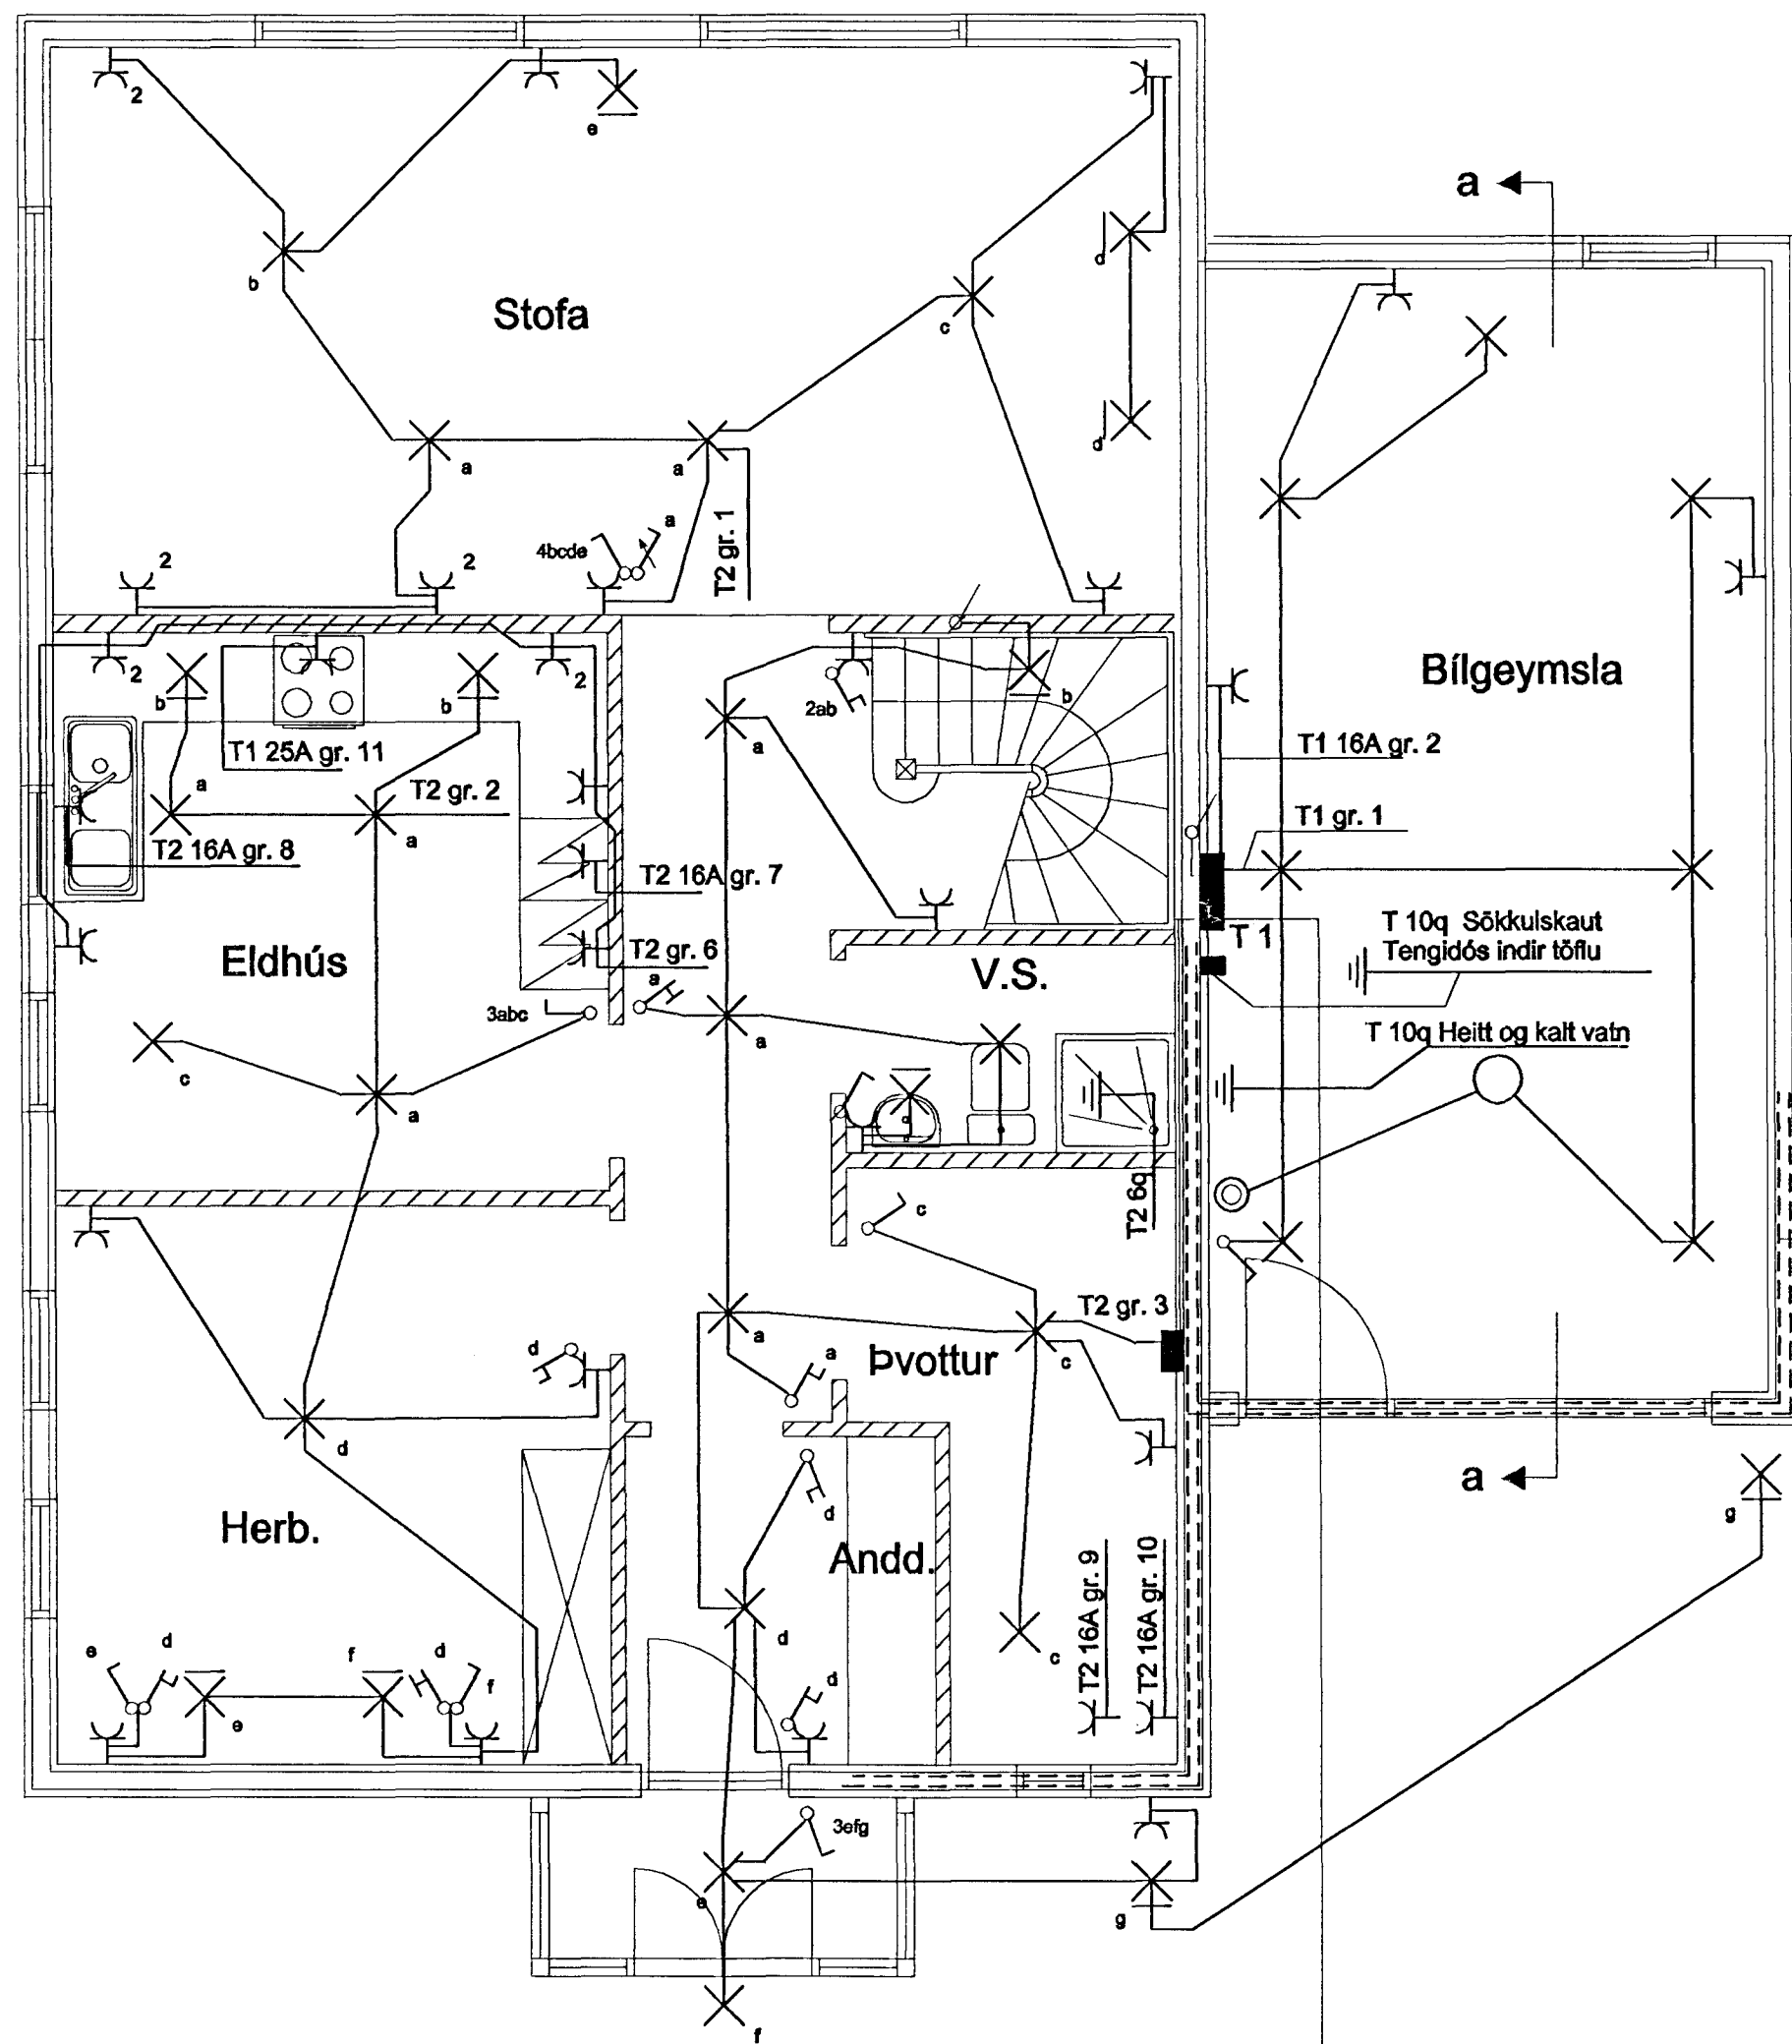 2
e
a
d
b
Stofa
c
d
a
a
a
4bcde
T2 gr. 1
2
2
2
2
b
b
2ab
b
a
Bílgeymsla
T1 25A gr. 11
T1 16A gr. 2
a
T2 gr. 2
a
T1 gr. 1
T2 16A gr. 8
T2 16A gr. 7
T2 gr. 6
T 1
T 10q Sökkulskaut
Tengidós indir töflu
Eldhús
V.S.
a
3abc
a
T 10q Heitt og kalt vatn
c
a
T2 6q
c
T2 gr. 3
a
a
Þvottur
c
d
d
a
d
g
Herb.
Andd.
T2 16A gr. 9
T2 16A gr. 10
d
c
e
d
f
d
f
e
d
3efg
e
g
f